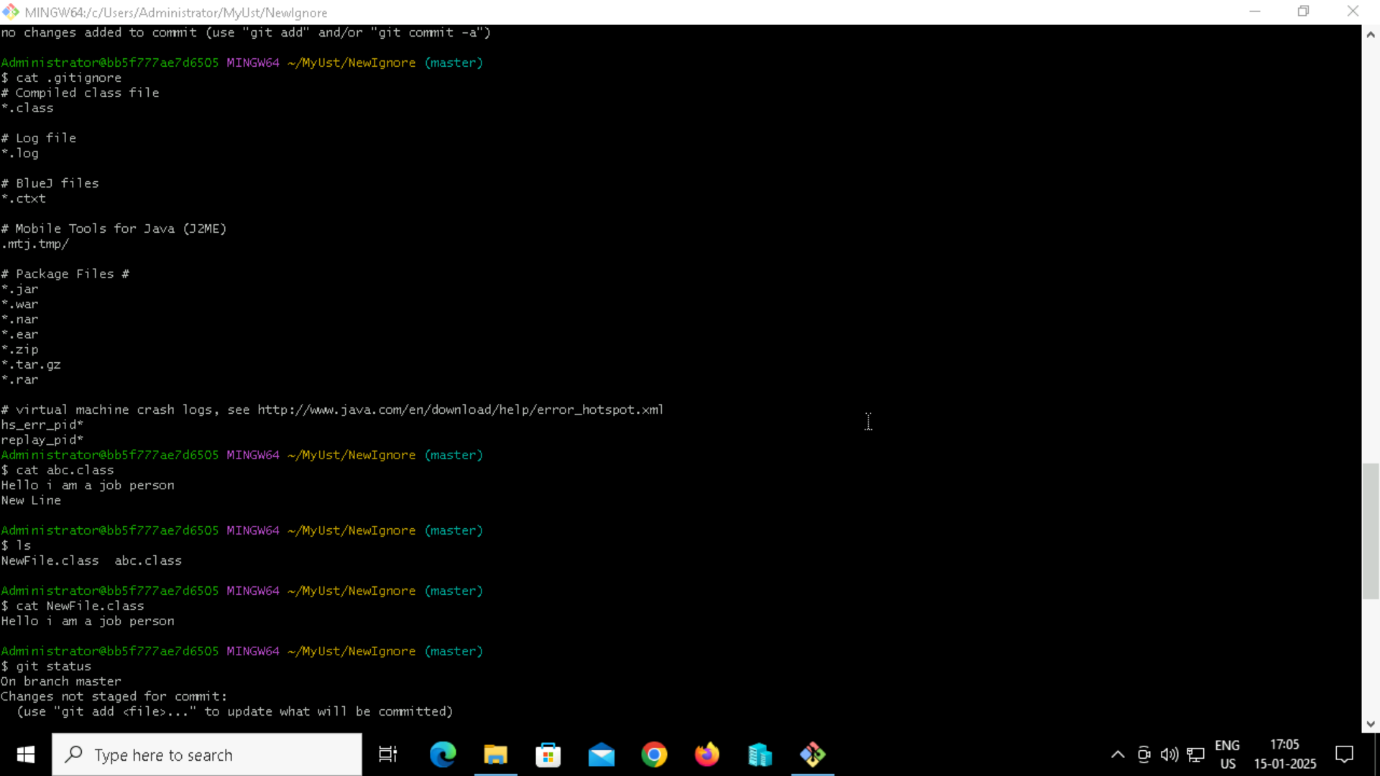 MINGW64:/c/Users/Administrator/MyUst/NewIgnore
no changes added to commit (use "git add" and/or "git commit -a")
Administrator@bb5f777ae7d6505 MINGW64 ~/MyUst/NewIgnore (master)
$ cat .gitignore
# Compiled class file
*.class
# Log file
*.log
# BlueJ files
*.ctxt
# Mobile Tools for Java (J2ME)
.mtj.tmp/
# Package Files #
*.jar
*.war
*.nar
*.ear
*.zip
*.tar.gz
*.rar
# virtual machine crash logs, see http://www.java.com/en/download/help/error_hotspot.xml
hs_err_pid*
replay_pid*
Administrator@bb5f777ae7d6505 MINGW64 ~/MyUst/NewIgnore (master)
$ cat abc.class
Hello i am a job person
New Line
Administrator@bb5f777ae7d6505 MINGW64 ~/MyUst/NewIgnore (master)
$ ls
NewFile.class  abc.class
Administrator@bb5f777ae7d6505 MINGW64 ~/MyUst/NewIgnore (master)
$ cat NewFile.class
Hello i am a job person
Administrator@bb5f777ae7d6505 MINGW64 ~/MyUst/NewIgnore (master)
$ git status
On branch master
Changes not staged for commit:
  (use "git add <file>..." to update what will be committed)
Type here to search
ENG
US
17:05
15-01-2025